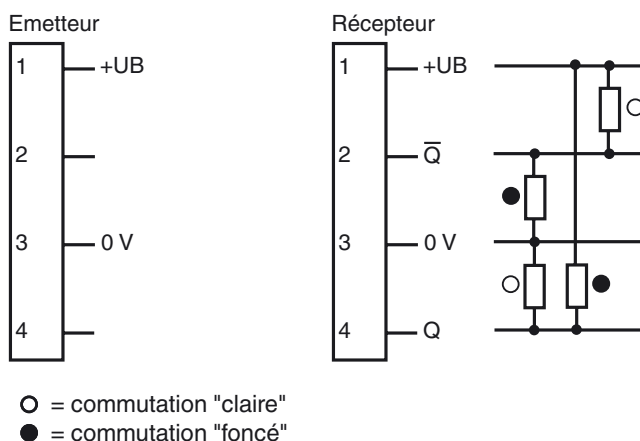 Emetteur
1 +UB
2
3 0 V
4
Récepteur
1 +UB
2 Q̅
3 0 V
4 Q
= commutation "claire"
= commutation "foncé"